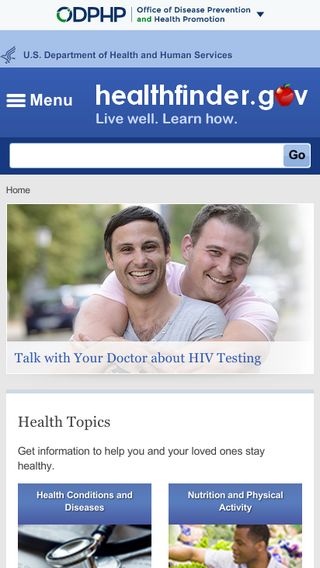 ODPHP
Office of Disease Prevention
and Health Promotion
U.S. Department of Health and Human Services
Menu
healthfinder.gov
Live well. Learn how.
Go
Home
Talk with Your Doctor about HIV Testing
Health Topics
Get information to help you and your loved ones stay
healthy.
Health Conditions and
Diseases
Nutrition and Physical
Activity